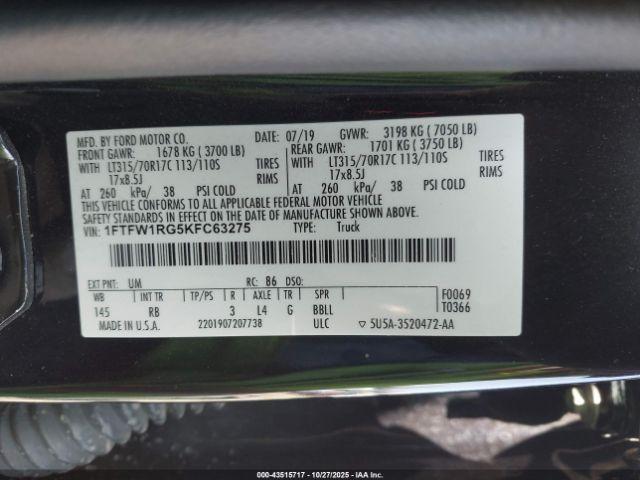 MFD. BY FORD MOTOR CO. DATE: 07/19 GVWR: 3198 KG ( 7050 LB)
FRONT GAWR: 1678 KG ( 3700 LB) REAR GAWR: 1701 KG ( 3750 LB)
LT315/70R17C 113/110S TIRES LT315/70R17C 113/110S TIRES
17x8.5J RIMS 17x8.5J RIMS
AT 260 kPa/ 38 PSI COLD AT 260 kPa/ 38 PSI COLD
THIS VEHICLE CONFORMS TO ALL APPLICABLE FEDERAL MOTOR VEHICLE
SAFETY STANDARDS IN EFFECT ON THE DATE OF MANUFACTURE SHOWN ABOVE.
VIN: 1FTFW1RG5KFC63275 TYPE: Truck
EXT PNT: UM RC: 86 DSO: F0069
WB INT TR TP/PS R AXLE TR SPR T0366
145 RB 3 L4 G BBLL
MADE IN U.S.A. 2201907207738 ULC ▽ 5U5A-3520472-AA
000-43515717 | 10/27/2025 | IAAI.COM